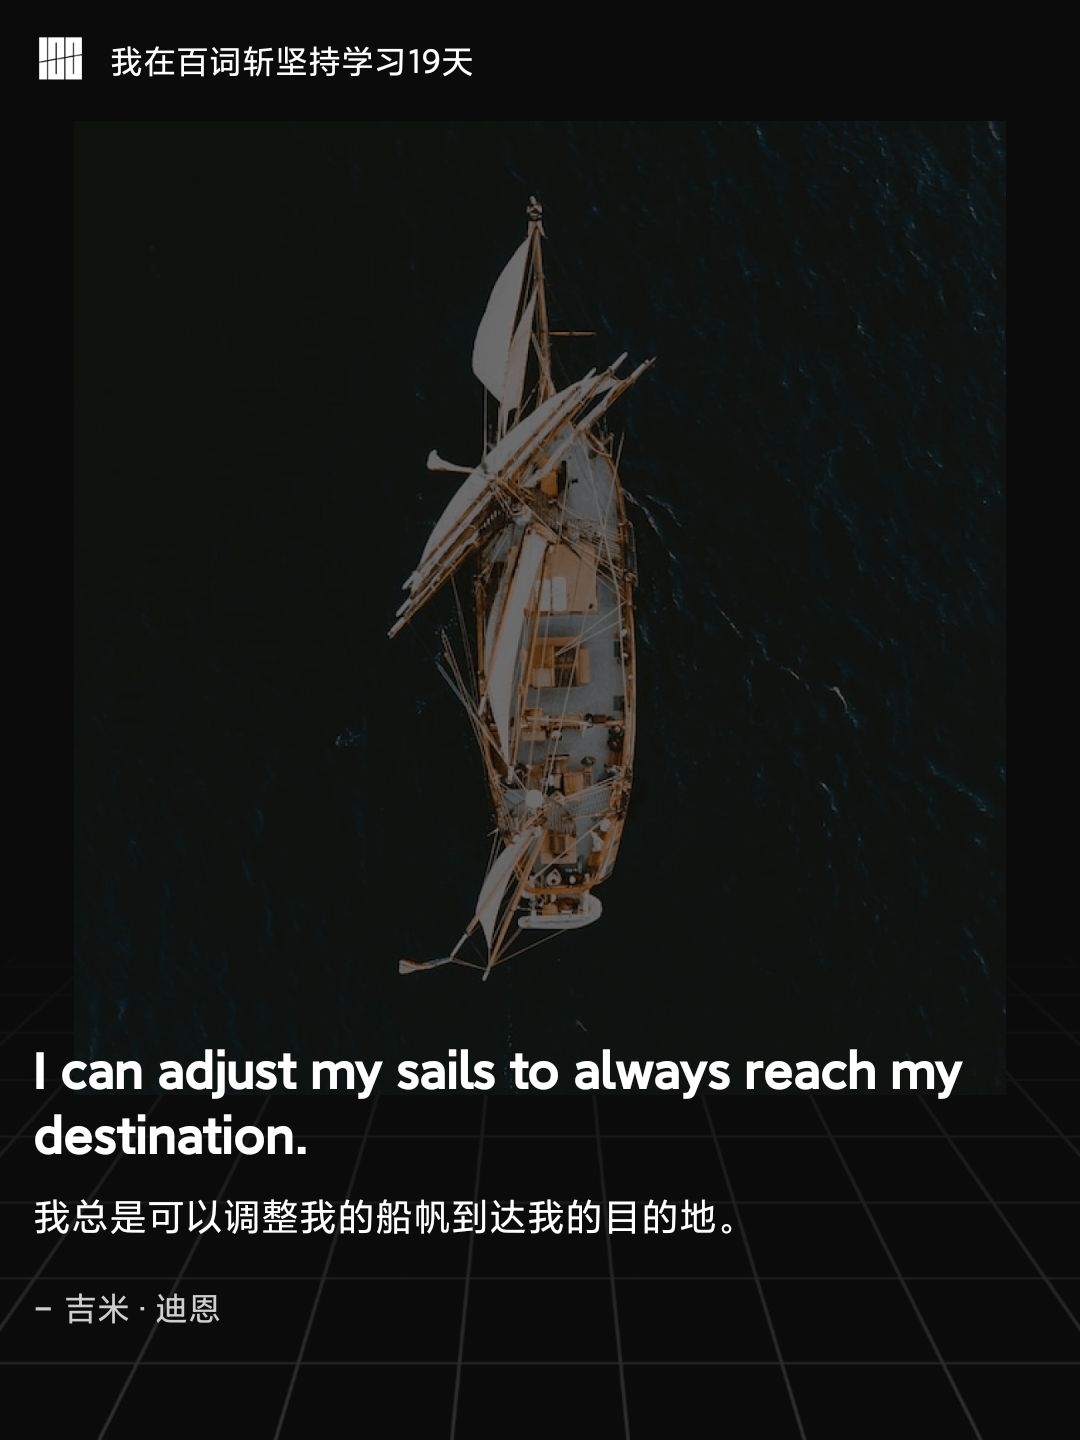 我在百词斩坚持学习19天
I can adjust my sails to always reach my
destination.
我总是可以调整我的船帆到达我的目的地。
– 吉米 · 迪恩